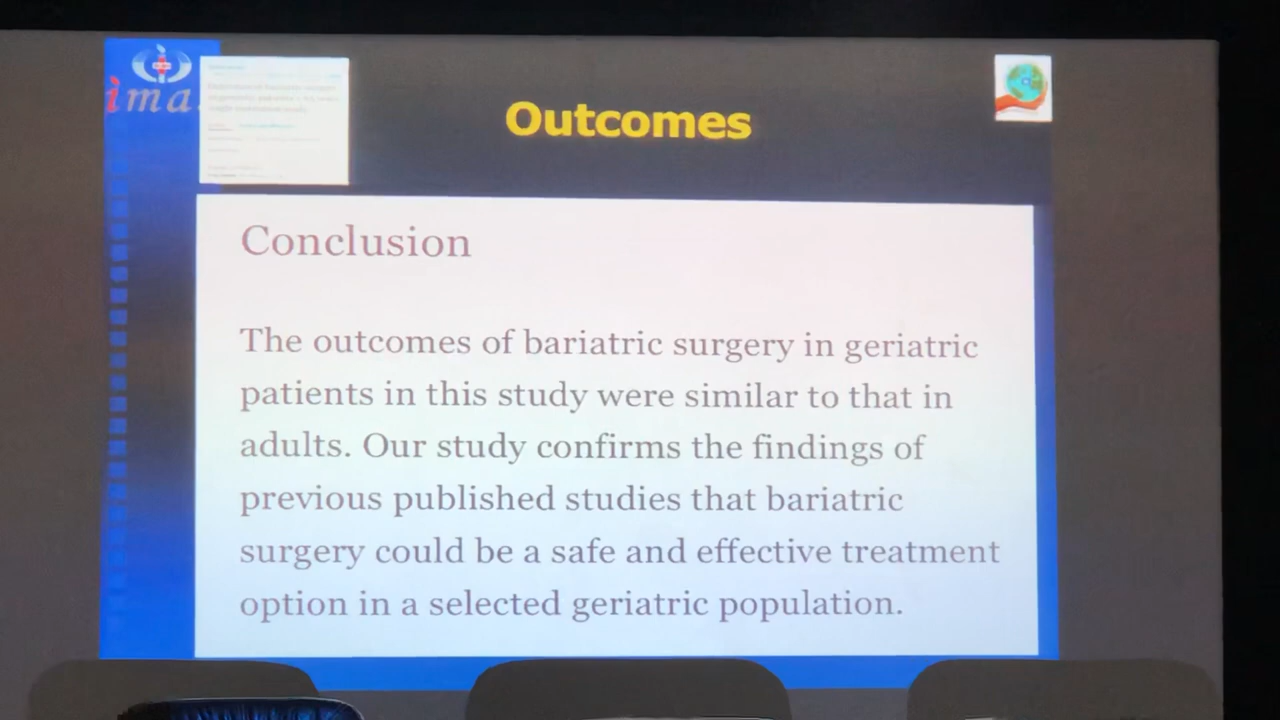 ima
Outcomes
Conclusion
The outcomes of bariatric surgery in geriatric
patients in this study were similar to that in
adults. Our study confirms the findings of
previous published studies that bariatric
surgery could be a safe and effective treatment
option in a selected geriatric population.